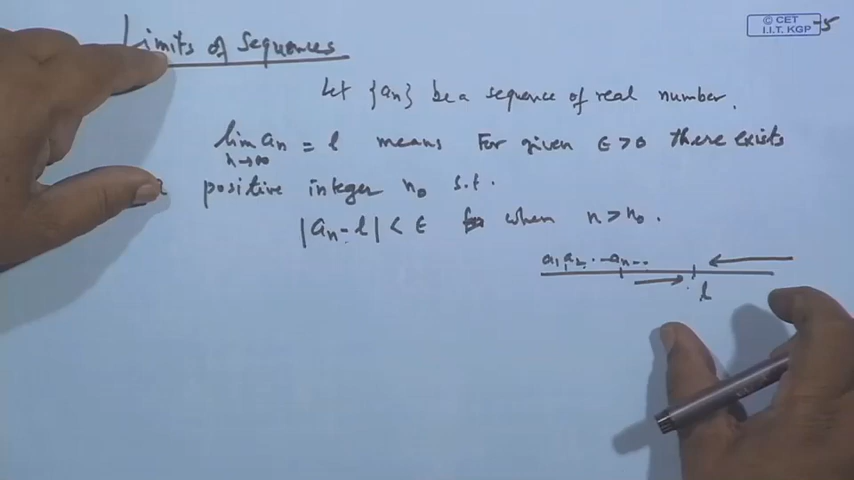 © CET
I.I.T. KGP
-5
Limits of Sequences
Let {an} be a sequence of real number.
lim an = l means For given ε>0 there exists
n→∞
positive integer n₀ s.t.
|an - l| < ε when n > n₀.
a₁ a₂ . . - an - -
l